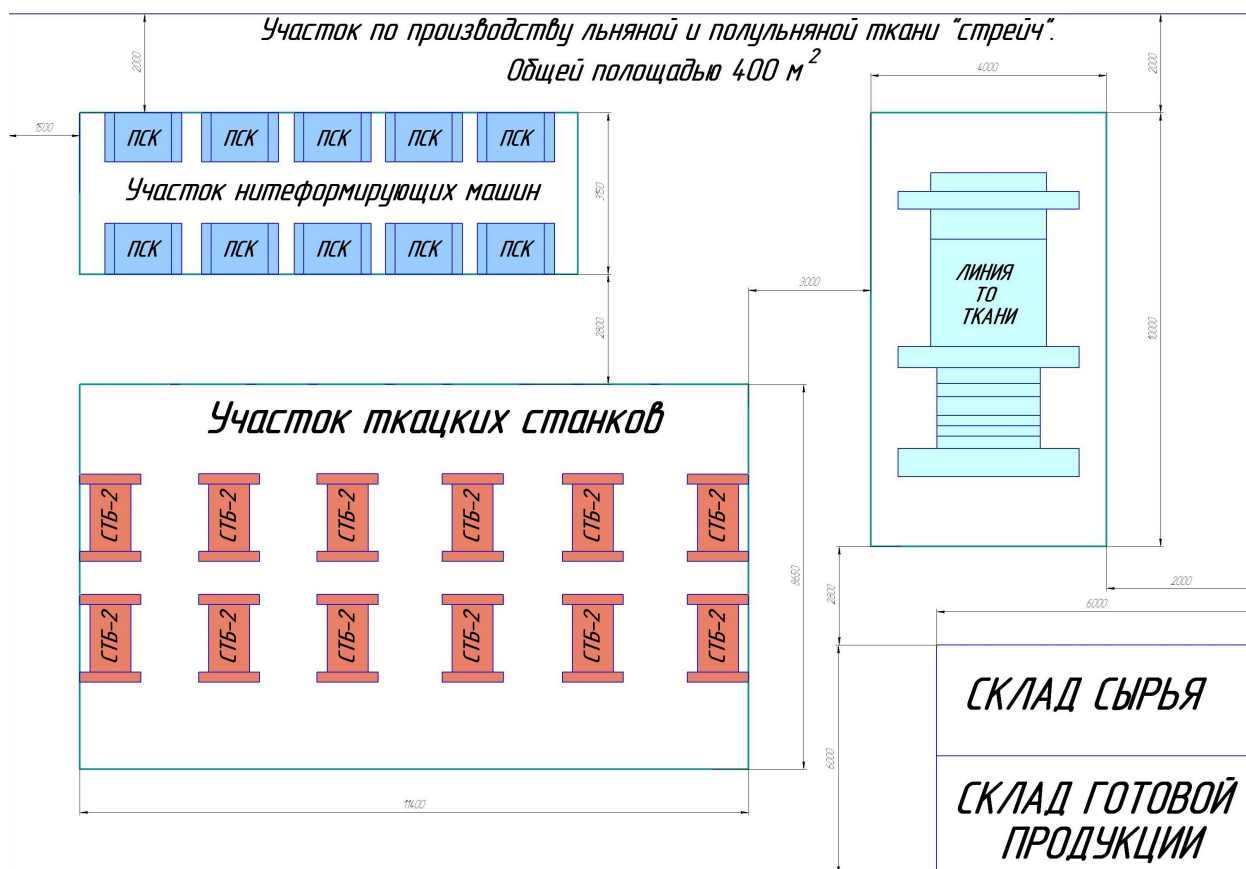 Участок по производству льняной и полульняной ткани "стрейч".
Общей полощадью 400 м²
2000
4000
2000
1500
ПСК ПСК ПСК ПСК ПСК
Участок нитеформирующих машин
3150
ПСК ПСК ПСК ПСК ПСК
ЛИНИЯ
ТО
ТКАНИ
3000
10000
2800
Участок ткацких станков
СТБ-2 СТБ-2 СТБ-2 СТБ-2 СТБ-2 СТБ-2
8650
2800
2000
6000
СТБ-2 СТБ-2 СТБ-2 СТБ-2 СТБ-2 СТБ-2
СКЛАД СЫРЬЯ
6000
11400
СКЛАД ГОТОВОЙ
ПРОДУКЦИИ